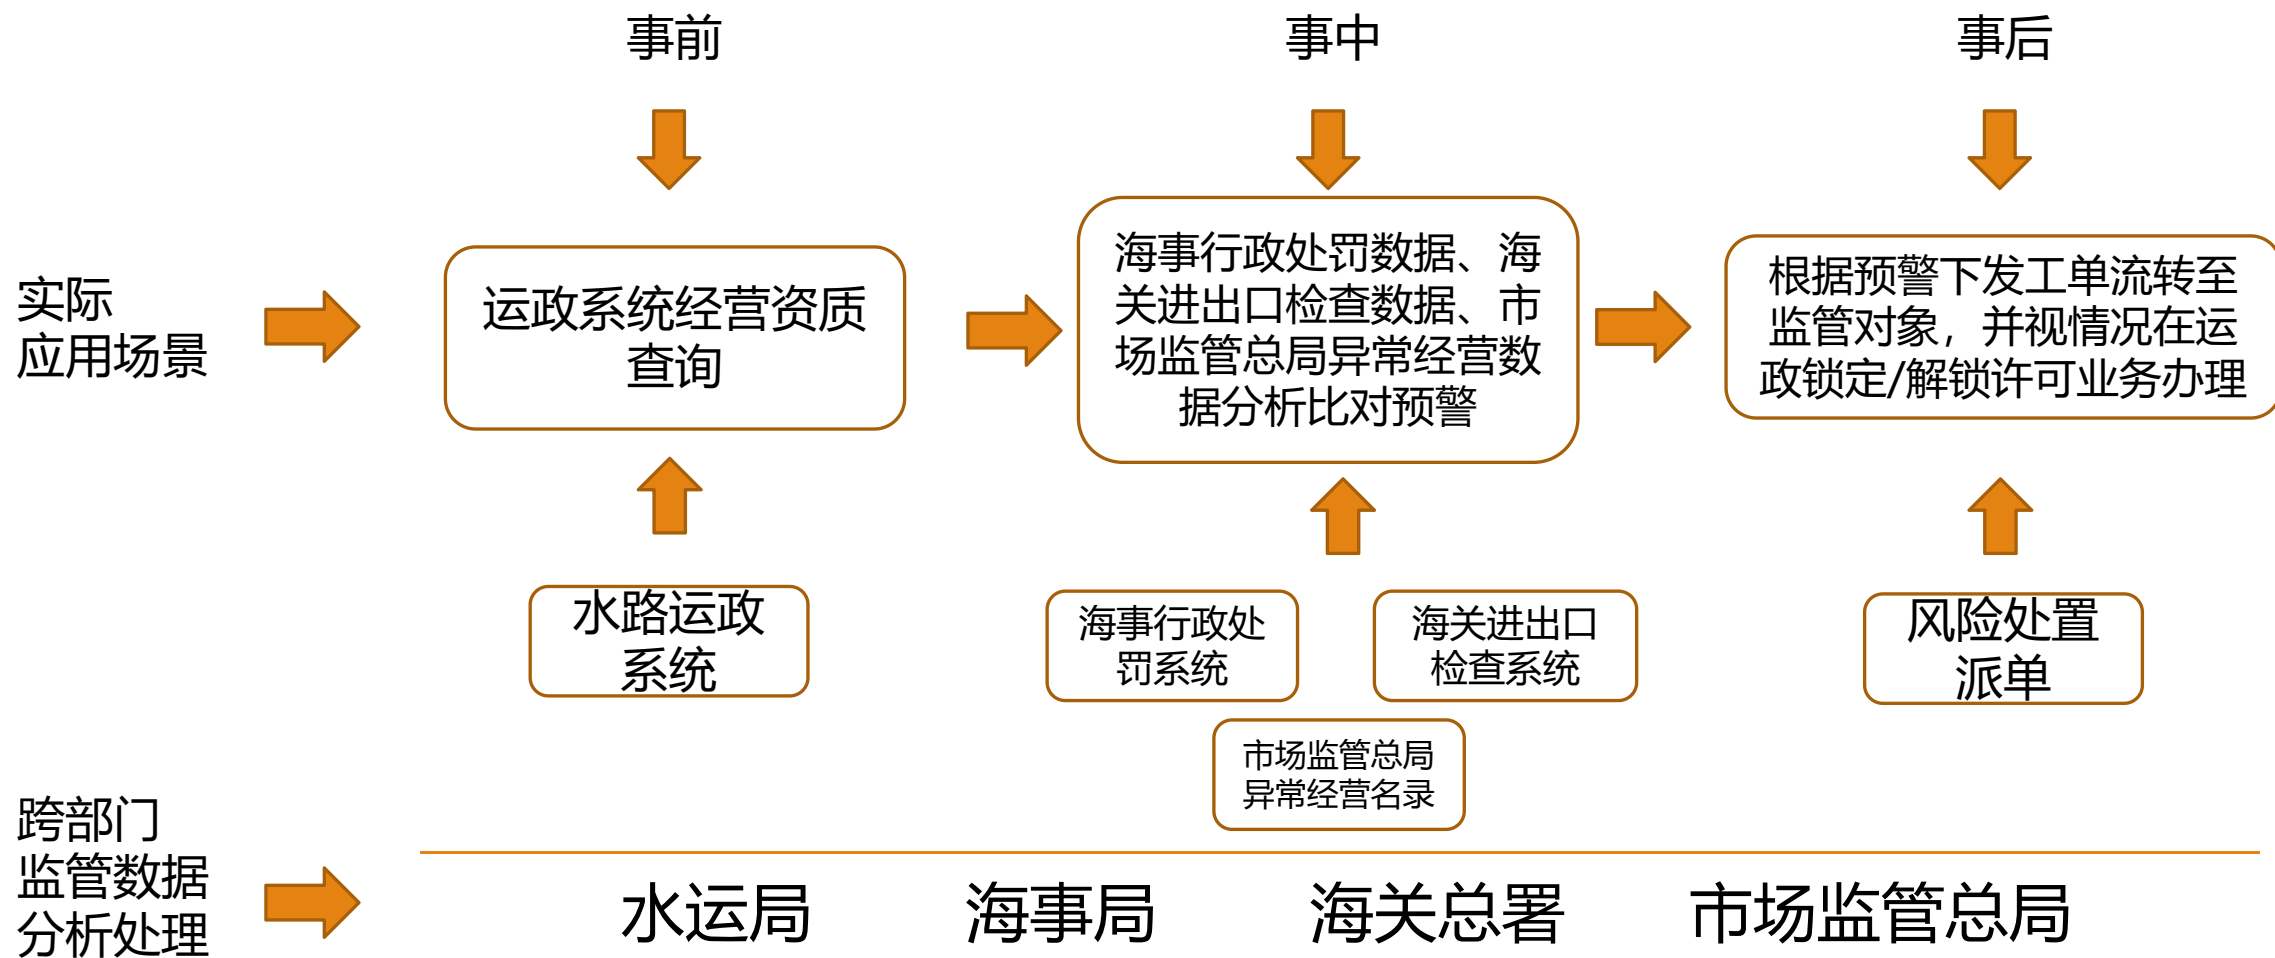 事前
事中
事后
实际
应用场景
运政系统经营资质
查询
海事行政处罚数据、海
关进出口检查数据、市
场监管总局异常经营数
据分析比对预警
根据预警下发工单流转至
监管对象，并视情况在运
政锁定/解锁许可业务办理
水路运政
系统
海事行政处
罚系统
海关进出口
检查系统
市场监管总局
异常经营名录
风险处置
派单
跨部门
监管数据
分析处理
水运局
海事局
海关总署
市场监管总局